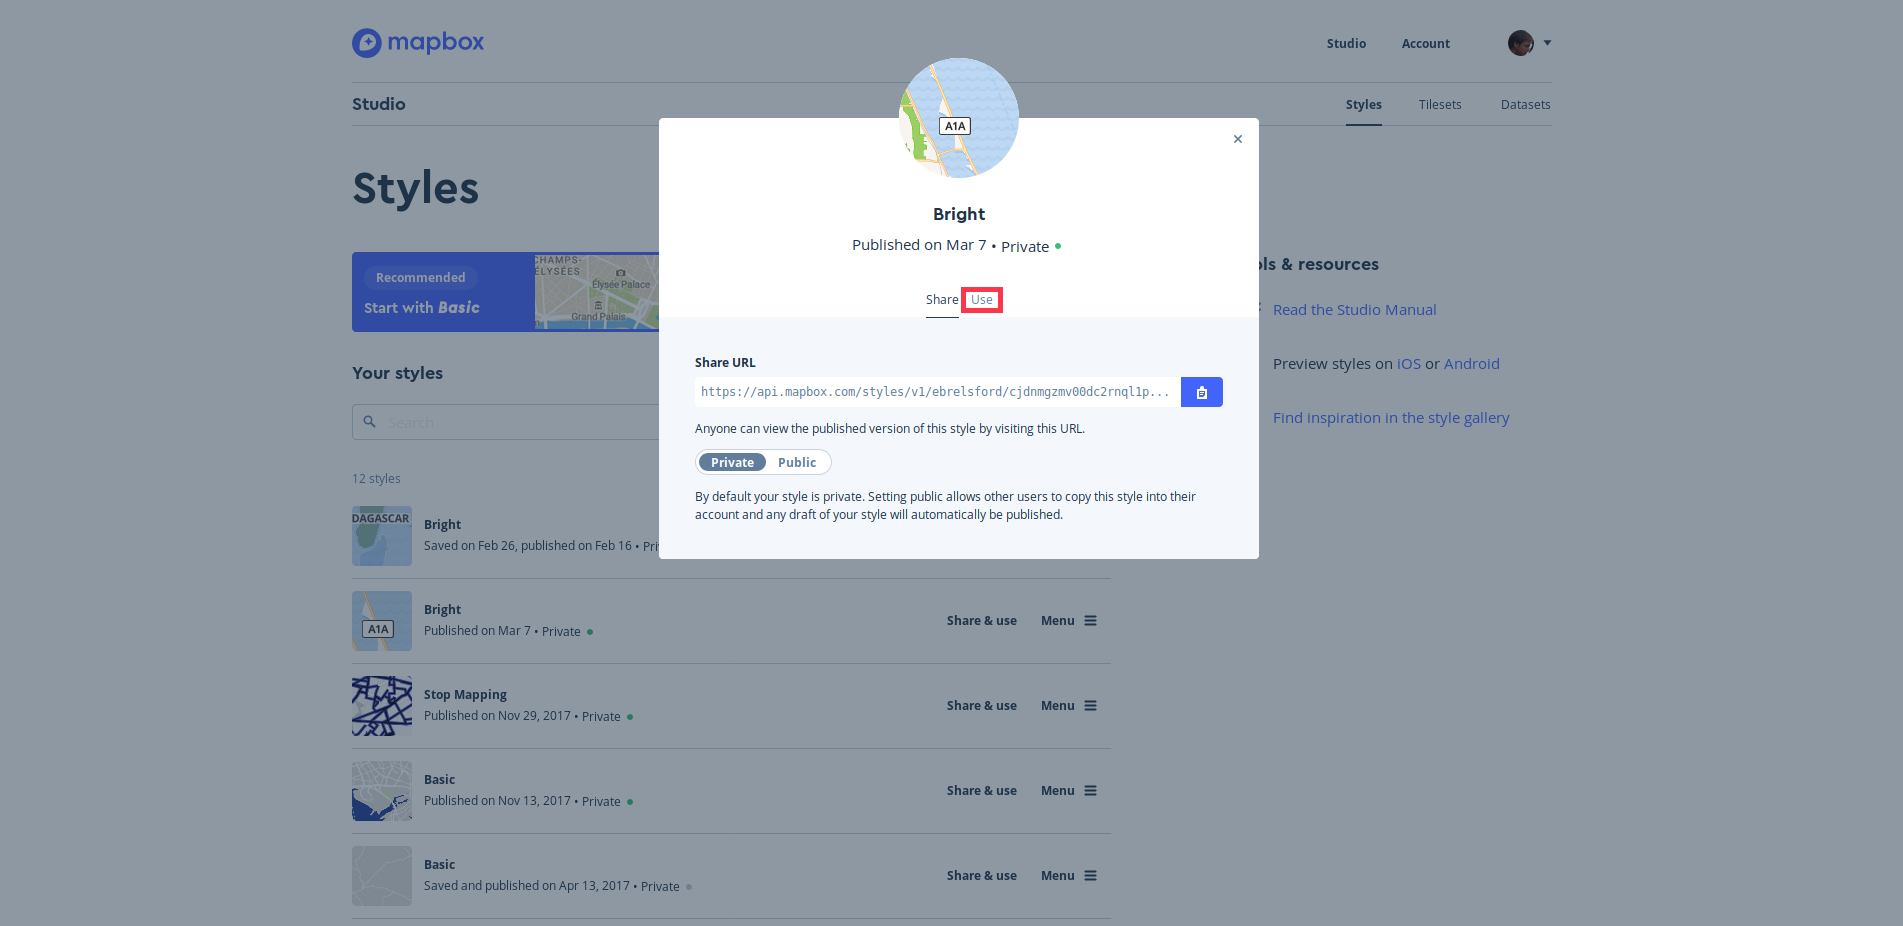 mapbox
Studio
Account
Studio
Styles
Tilesets
Datasets
A1A
Styles
Bright
Published on Mar 7 • Private
Recommended
Start with Basic
CHAMPS-
ÉLYSÉES
Élysée Palace
Grand Palais
Share
Use
ols & resources
Read the Studio Manual
Preview styles on iOS or Android
Find inspiration in the style gallery
Your styles
Search
Share URL
https://api.mapbox.com/styles/v1/ebrelsford/cjdnmgzmv00dc2rnql1p...
Anyone can view the published version of this style by visiting this URL.
Private
Public
By default your style is private. Setting public allows other users to copy this style into their
account and any draft of your style will automatically be published.
12 styles
DAGASCAR
Bright
Saved on Feb 26, published on Feb 16 • Pri
A1A
Bright
Published on Mar 7 • Private
Share & use
Menu
Stop Mapping
Published on Nov 29, 2017 • Private
Share & use
Menu
Basic
Published on Nov 13, 2017 • Private
Share & use
Menu
Basic
Saved and published on Apr 13, 2017 • Private
Share & use
Menu